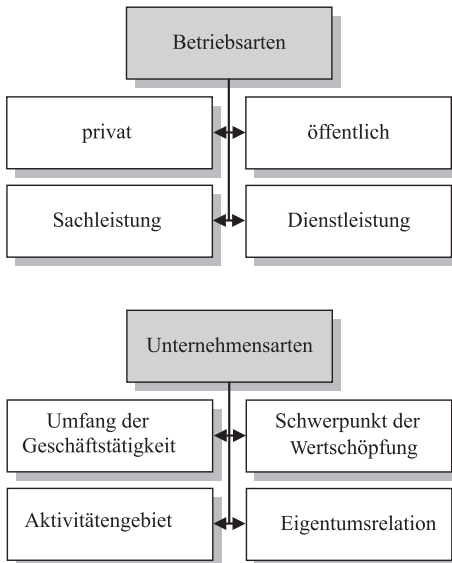 Betriebsarten
privat
öffentlich
Sachleistung
Dienstleistung
Unternehmensarten
Umfang der
Geschäftstätigkeit
Schwerpunkt der
Wertschöpfung
Aktivitätengebiet
Eigentumsrelation